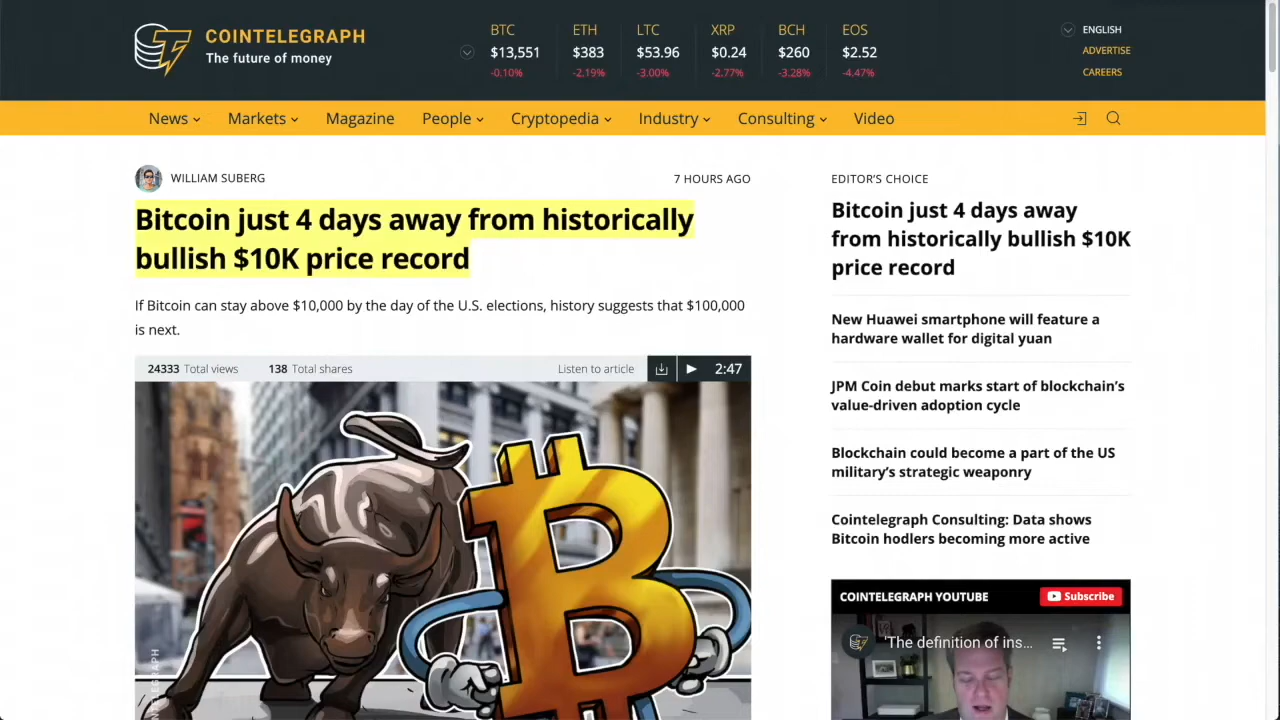 COINTELEGRAPH
The future of money
BTC ETH LTC XRP BCH EOS
$13,551 $383 $53.96 $0.24 $260 $2.52
-0.10% -2.19% -3.00% -2.77% -3.28% -4.47%
ENGLISH
ADVERTISE
CAREERS
News Markets Magazine People Cryptopedia Industry Consulting Video
WILLIAM SUBERG 7 HOURS AGO
Bitcoin just 4 days away from historically
bullish $10K price record
If Bitcoin can stay above $10,000 by the day of the U.S. elections, history suggests that $100,000
is next.
24333 Total views 138 Total shares Listen to article 2:47
EDITOR'S CHOICE
Bitcoin just 4 days away
from historically bullish $10K
price record
New Huawei smartphone will feature a
hardware wallet for digital yuan
JPM Coin debut marks start of blockchain's
value-driven adoption cycle
Blockchain could become a part of the US
military's strategic weaponry
Cointelegraph Consulting: Data shows
Bitcoin hodlers becoming more active
COINTELEGRAPH YOUTUBE Subscribe
'The definition of ins...